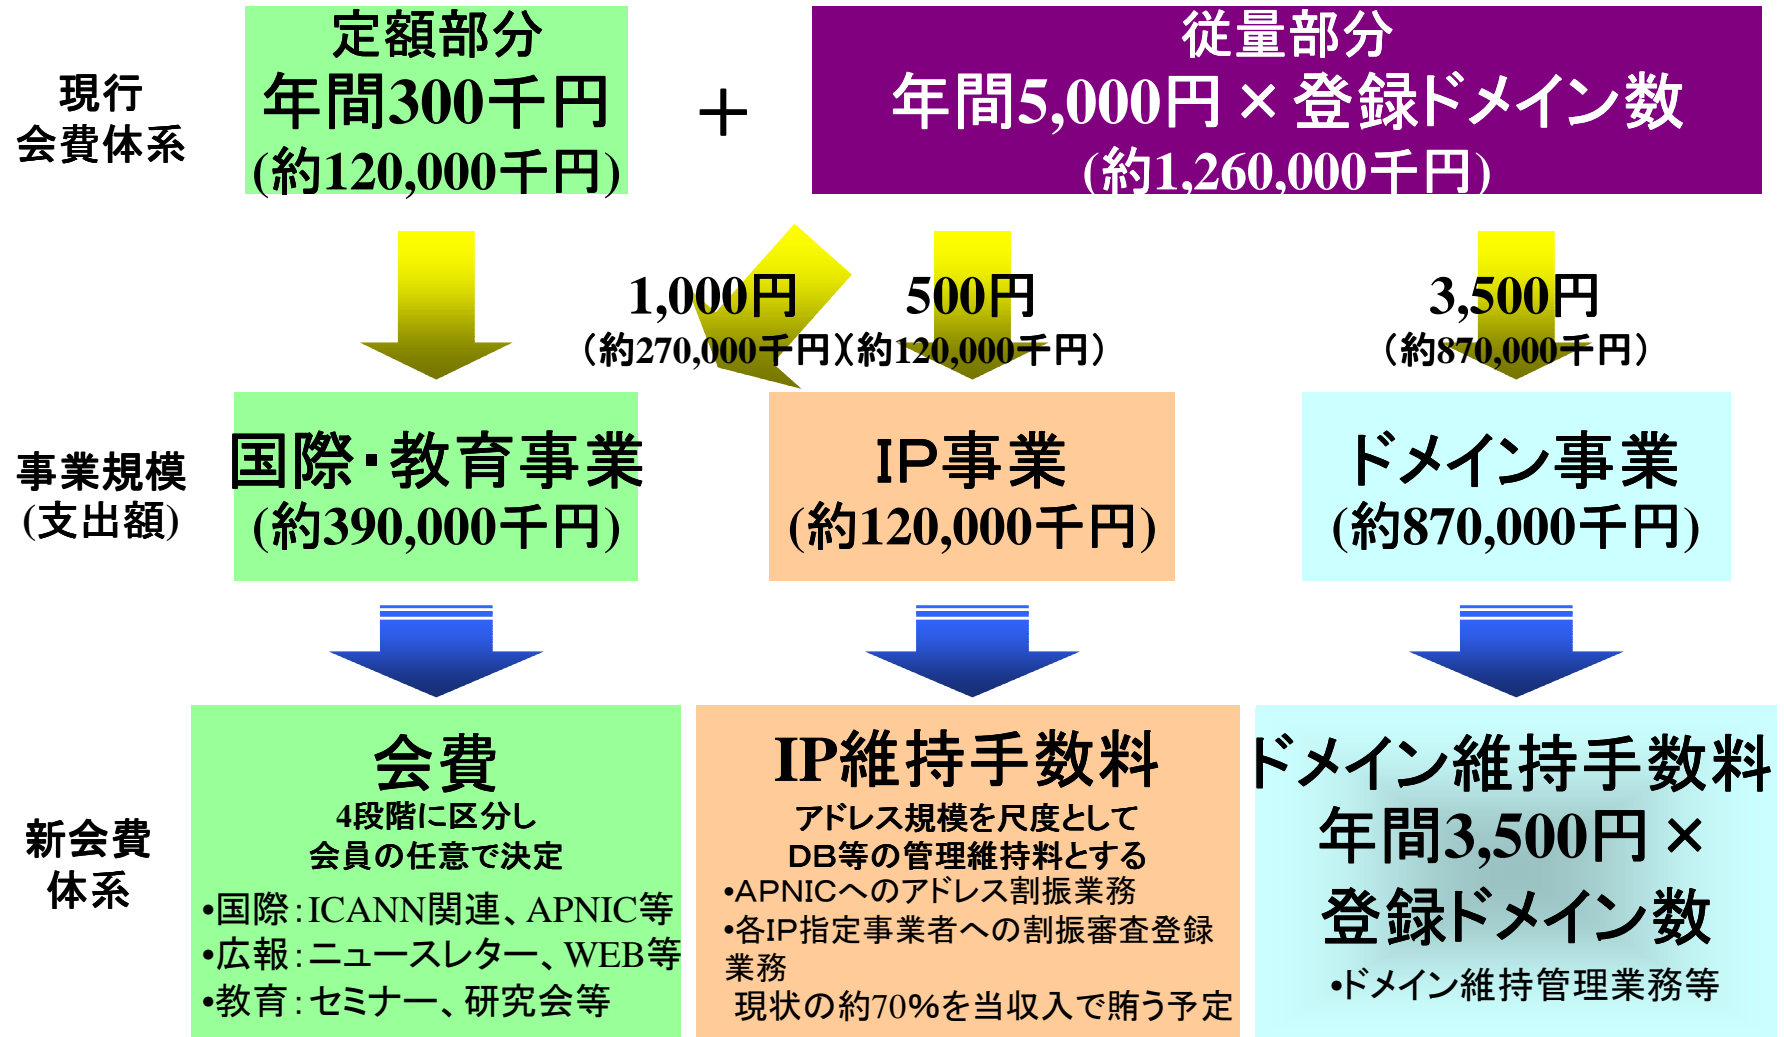 現行
会費体系
定額部分
年間300千円
(約120,000千円)
＋
従量部分
年間5,000円×登録ドメイン数
(約1,260,000千円)
1,000円
（約270,000千円）
500円
（約120,000千円）
3,500円
（約870,000千円）
事業規模
(支出額)
国際・教育事業
(約390,000千円)
ＩＰ事業
(約120,000千円)
ドメイン事業
(約870,000千円)
新会費
体系
会費
4段階に区分し
会員の任意で決定
•国際：ICANN関連、APNIC等
•広報：ニュースレター、WEB等
•教育：セミナー、研究会等
IP維持手数料
アドレス規模を尺度として
ＤＢ等の管理維持料とする
•ＡＰＮＩＣへのアドレス割振業務
•各ＩＰ指定事業者への割振審査登録
業務
現状の約70％を当収入で賄う予定
ドメイン維持手数料
年間3,500円×
登録ドメイン数
•ドメイン維持管理業務等